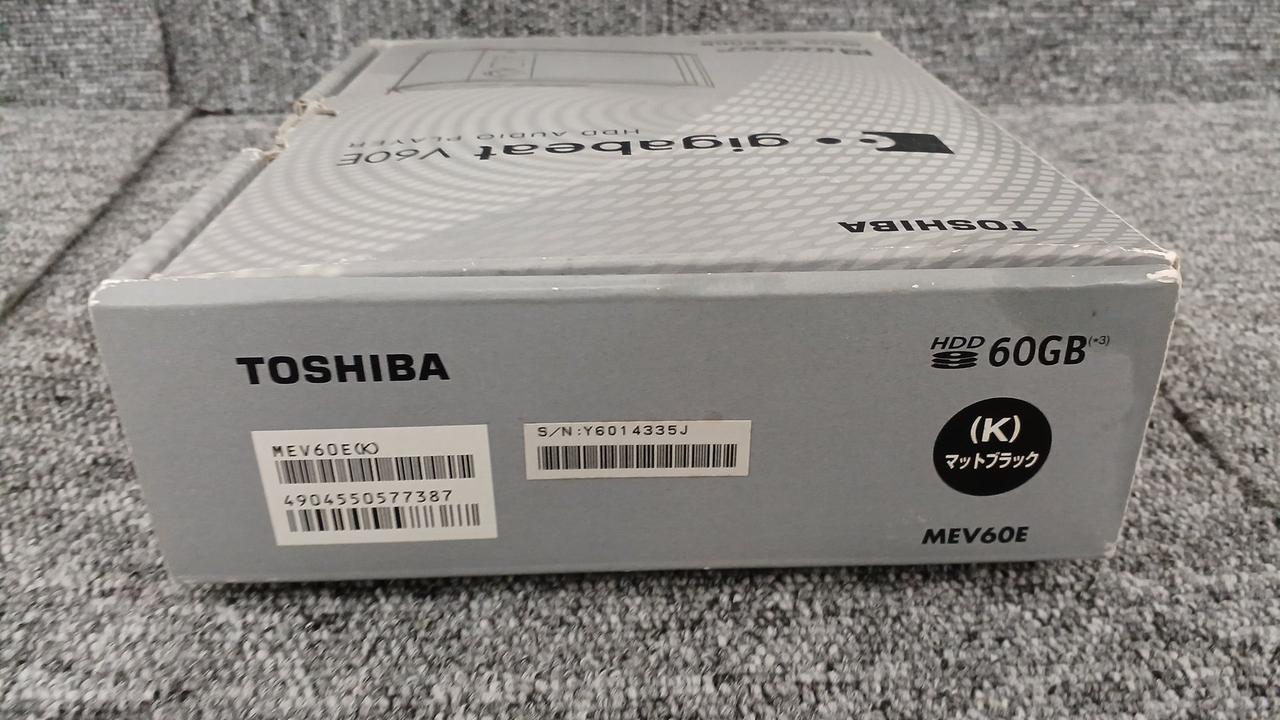 gigabeat V60E
HDD AUDIO PLAYER
TOSHIBA
TOSHIBA
HDD 60GB(*3)
MEV60E(K)
4904550577387
S/N:Y6014335J
(K)
マットブラック
MEV60E